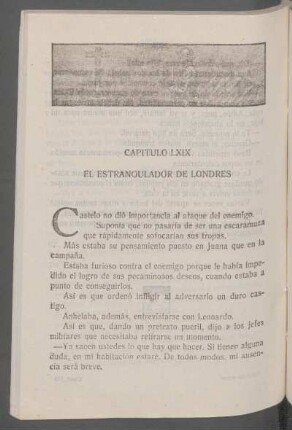 CAPITULO LXIX
EL ESTRANGULADOR DE LONDRES
Castelo no dió importancia al ataque del enemigo.
Suponía que no pasaría de ser una escaramuza
que rápidamente sofocarían sus tropas.
Más estaba su pensamiento puesto en Juana que en la
campaña.
Estaba furioso contra el enemigo porque le había impe-
dido el logro de sus pecaminosos deseos, cuando estaba a
punto de conseguirlos.
Así es que ordenó infligir al adversario un duro cas-
tigo.
Anhelaba, además, entrevistarse con Leonardo.
Así es que, dando un pretexto pueril, dijo a los jefes
militares que necesitaba retirarse un momento.
—Ya saben ustedes lo que hay que hacer. Si tienen alguna
duda, en mi habitación estaré. De todos modos, mi ausen-
cia será breve.